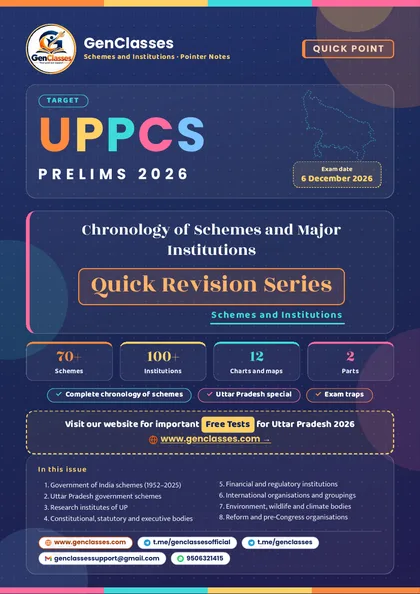 GenClasses
GenClasses
Schemes and Institutions · Pointer Notes
QUICK POINT
TARGET
UPPCS
PRELIMS 2026
Exam date
6 December 2026
Chronology of Schemes and Major
Institutions
Quick Revision Series
Schemes and Institutions
70+
Schemes
100+
Institutions
12
Charts and maps
2
Parts
✓ Complete chronology of schemes
✓ Uttar Pradesh special
✓ Exam traps
Visit our website for important Free Tests for Uttar Pradesh 2026
www.genclasses.com →
In this issue
1. Government of India schemes (1952–2025)
2. Uttar Pradesh government schemes
3. Research institutes of UP
4. Constitutional, statutory and executive bodies
5. Financial and regulatory institutions
6. International organisations and groupings
7. Environment, wildlife and climate bodies
8. Reform and pre-Congress organisations
www.genclasses.com
t.me/genclassesofficial
t.me/genclasses
genclassessupport@gmail.com
9506321415